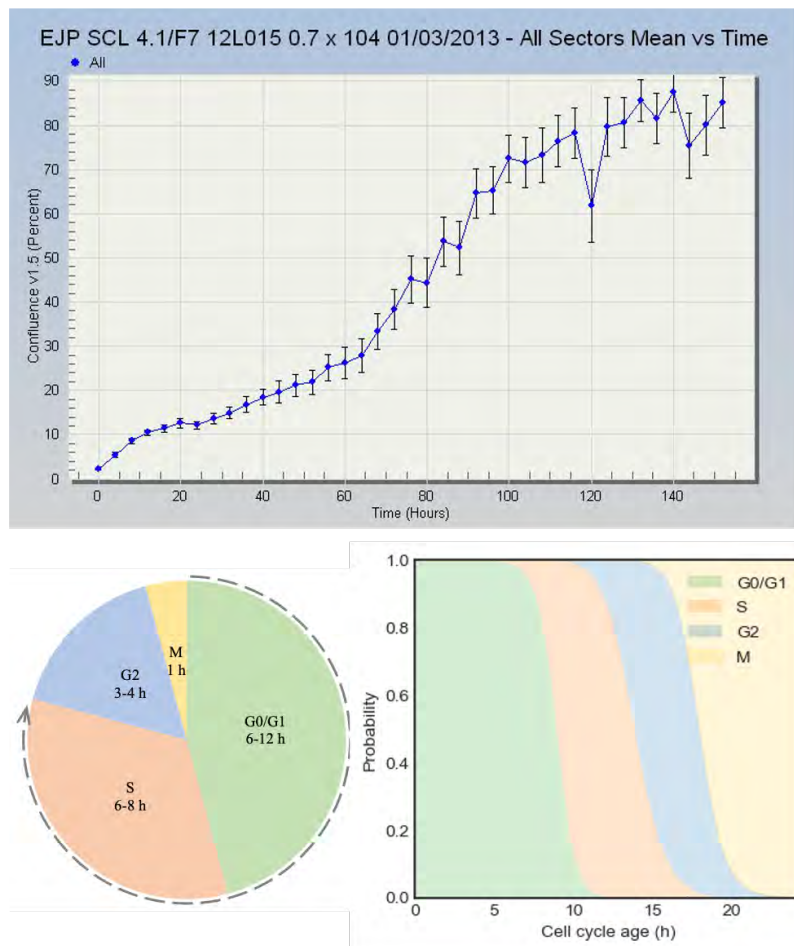 EJP SCL 4.1/F7 12L015 0.7 x 104 01/03/2013 - All Sectors Mean vs Time
All
90
80
70
60
50
40
30
20
10
0
Confluence v1.5 (Percent)
0 20 40 60 80 100 120 140
Time (Hours)
M
1 h
G2
3-4 h
G0/G1
6-12 h
S
6-8 h
1.0
0.8
0.6
0.4
0.2
0.0
Probability
G0/G1
S
G2
M
0 5 10 15 20
Cell cycle age (h)